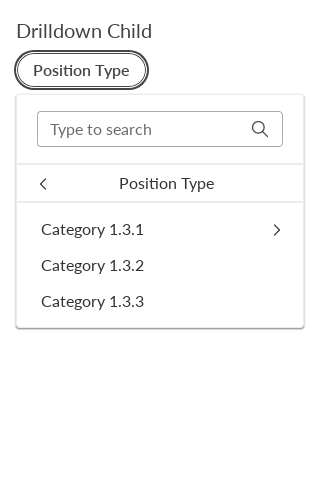 Drilldown Child
Position Type
Type to search
Position Type
Category 1.3.1
Category 1.3.2
Category 1.3.3